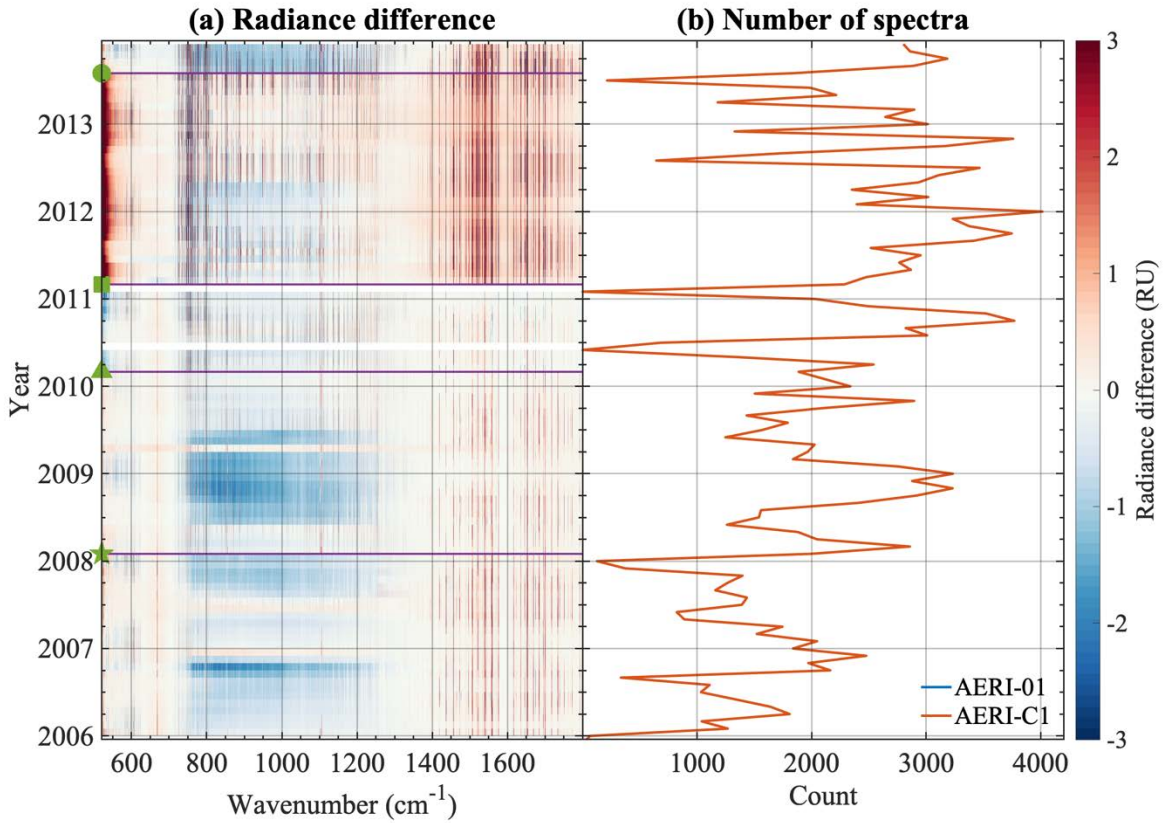 (a) Radiance difference
(b) Number of spectra
Year
2013
2012
2011
2010
2009
2008
2007
2006
600 800 1000 1200 1400 1600
Wavenumber (cm⁻¹)
AERI-01
AERI-C1
1000 2000 3000 4000
Count
3
2
1
0
-1
-2
-3
Radiance difference (RU)